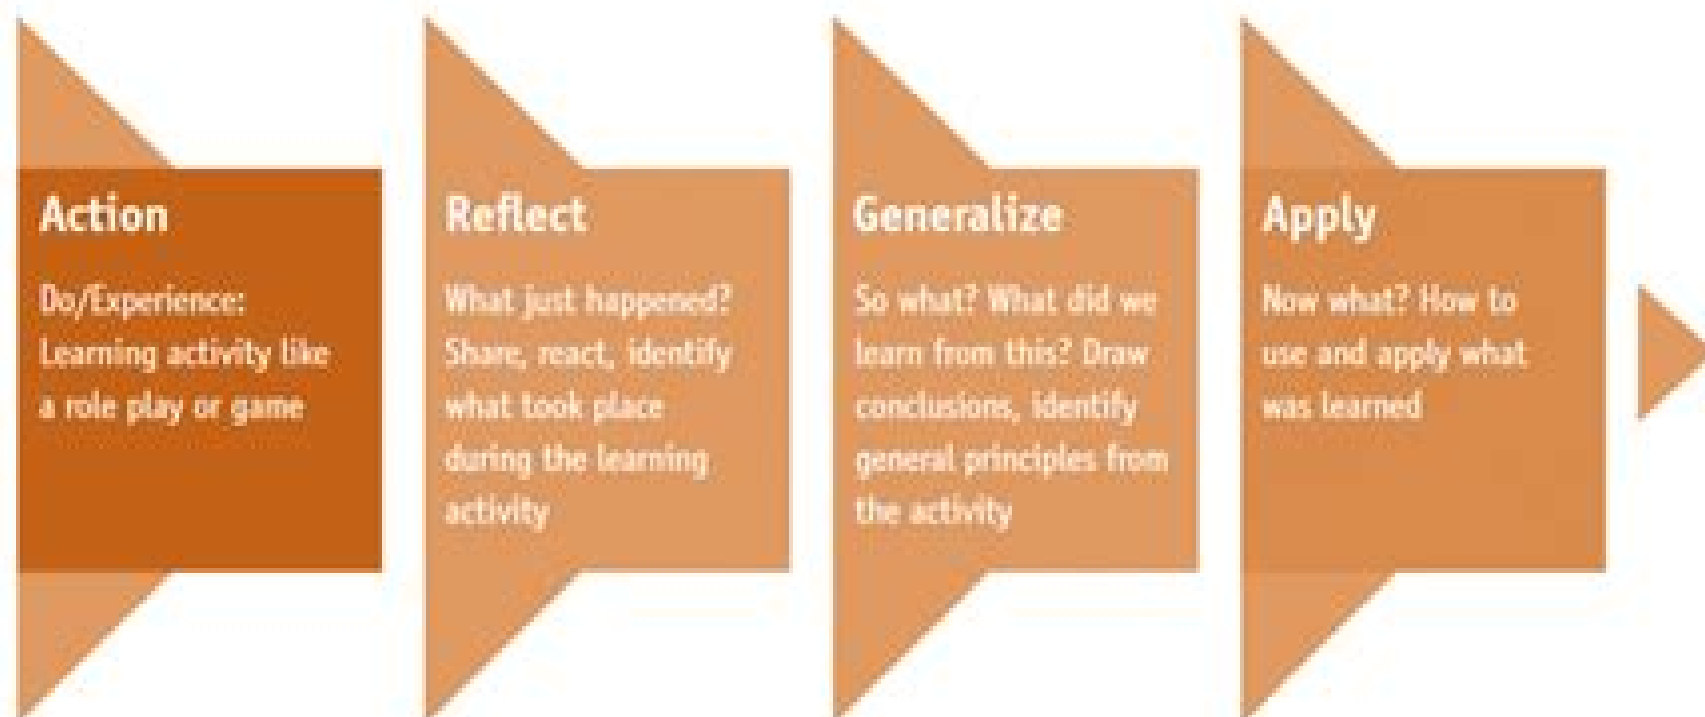 Action
Do/Experience:
Learning activity like
a role play or game
Reflect
What just happened?
Share, react, identify
what took place
during the learning
activity
Generalize
So what? What did we
learn from this? Draw
conclusions, identify
general principles from
the activity
Apply
Now what? How to
use and apply what
was learned